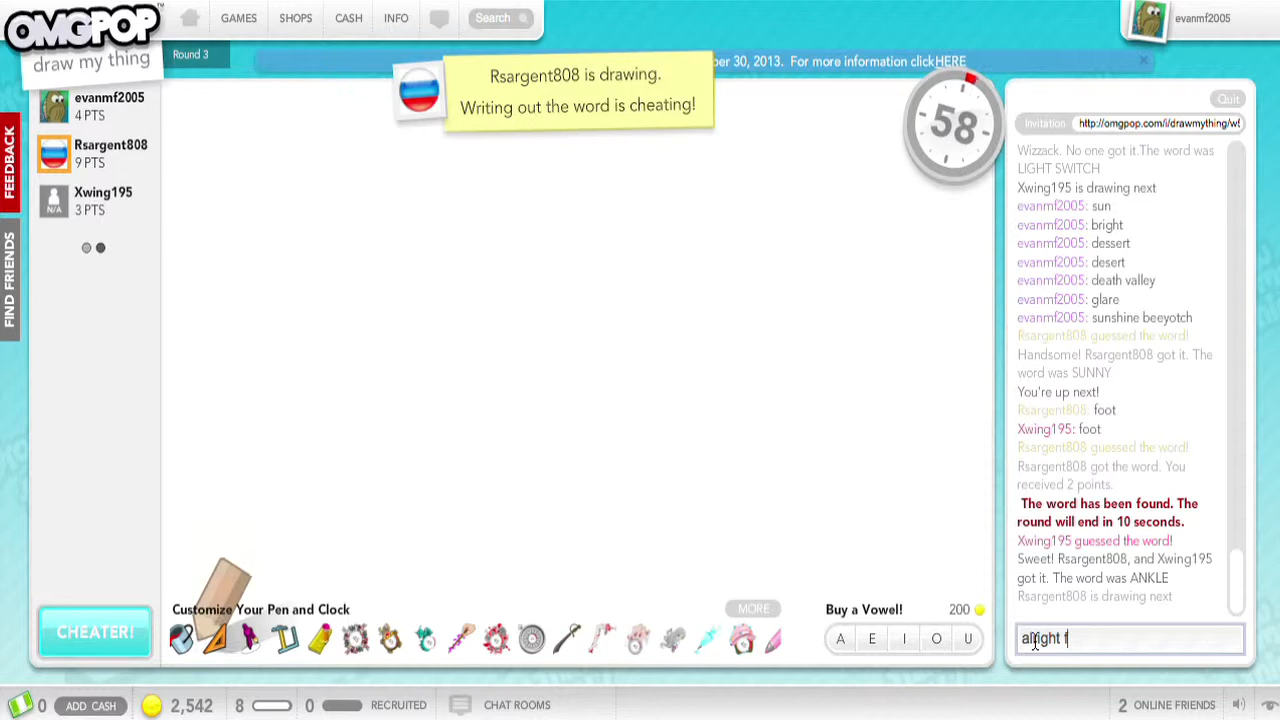 OMGPOP™
draw my thing
GAMES
SHOPS
CASH
INFO
Search
evanmf2005
Round 3
ber 30, 2013. For more information clickHERE
Rsargent808 is drawing.
Writing out the word is cheating!
58
FEEDBACK
FIND FRIENDS
evanmf2005
4 PTS
Rsargent808
9 PTS
N/A
Xwing195
3 PTS
CHEATER!
Customize Your Pen and Clock
MORE
Buy a Vowel!
200
A E I O U
Quit
Invitation
http://omgpop.com/i/drawmything/w5
Wizzack. No one got it.The word was
LIGHT SWITCH
Xwing195 is drawing next
evanmf2005: sun
evanmf2005: bright
evanmf2005: dessert
evanmf2005: desert
evanmf2005: death valley
evanmf2005: glare
evanmf2005: sunshine beeyotch
Rsargent808 guessed the word!
Handsome! Rsargent808 got it. The
word was SUNNY
You're up next!
Rsargent808: foot
Xwing195: foot
Rsargent808 guessed the word!
Rsargent808 got the word. You
received 2 points.
The word has been found. The
round will end in 10 seconds.
Xwing195 guessed the word!
Sweet! Rsargent808, and Xwing195
got it. The word was ANKLE
Rsargent808 is drawing next
alright f
0
ADD CASH
2,542
8
0
RECRUITED
CHAT ROOMS
2 ONLINE FRIENDS